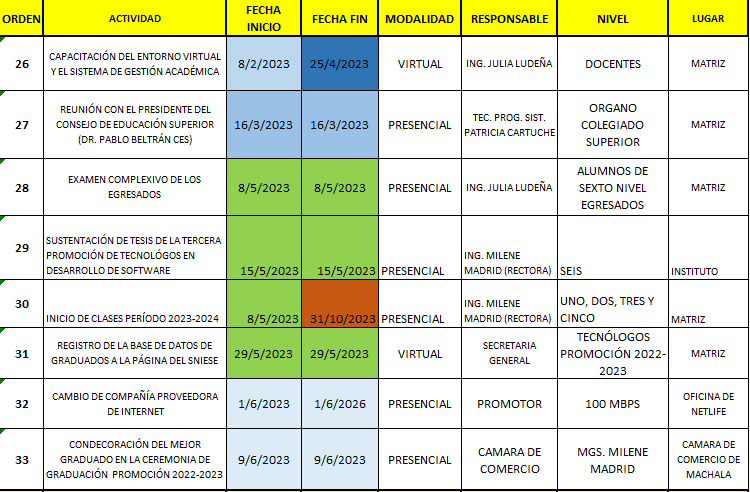 ORDEN ACTIVIDAD FECHA INICIO FECHA FIN MODALIDAD RESPONSABLE NIVEL LUGAR
26 CAPACITACIÓN DEL ENTORNO VIRTUAL Y EL SISTEMA DE GESTIÓN ACADÉMICA 8/2/2023 25/4/2023 VIRTUAL ING. JULIA LUDEÑA DOCENTES MATRIZ
27 REUNIÓN CON EL PRESIDENTE DEL CONSEJO DE EDUCACIÓN SUPERIOR (DR. PABLO BELTRÁN CES) 16/3/2023 16/3/2023 PRESENCIAL TEC. PROG. SIST. PATRICIA CARTUCHE ORGANO COLEGIADO SUPERIOR MATRIZ
28 EXAMEN COMPLEXIVO DE LOS EGRESADOS 8/5/2023 8/5/2023 PRESENCIAL ING. JULIA LUDEÑA ALUMNOS DE SEXTO NIVEL EGRESADOS MATRIZ
29 SUSTENTACIÓN DE TESIS DE LA TERCERA PROMOCIÓN DE TECNOLÓGOS EN DESARROLLO DE SOFTWARE 15/5/2023 15/5/2023 PRESENCIAL ING. MILENE MADRID (RECTORA) SEIS INSTITUTO
30 INICIO DE CLASES PERÍODO 2023-2024 8/5/2023 31/10/2023 PRESENCIAL ING. MILENE MADRID (RECTORA) UNO, DOS, TRES Y CINCO MATRIZ
31 REGISTRO DE LA BASE DE DATOS DE GRADUADOS A LA PÁGINA DEL SNIESE 29/5/2023 29/5/2023 VIRTUAL SECRETARIA GENERAL TECNÓLOGOS PROMOCIÓN 2022-2023 MATRIZ
32 CAMBIO DE COMPAÑÍA PROVEEDORA DE INTERNET 1/6/2023 1/6/2026 PRESENCIAL PROMOTOR 100 MBPS OFICINA DE NETLIFE
33 CONDECORACIÓN DEL MEJOR GRADUADO EN LA CEREMONIA DE GRADUACIÓN PROMOCIÓN 2022-2023 9/6/2023 9/6/2023 PRESENCIAL CAMARA DE COMERCIO MGS. MILENE MADRID CAMARA DE COMERCIO DE MACHALA